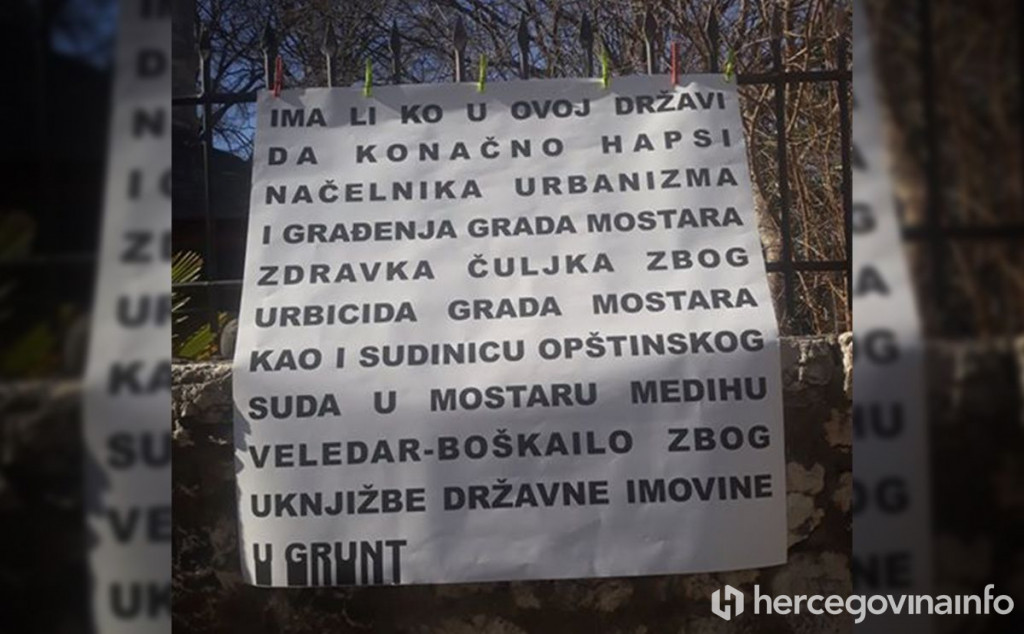 IMA LI KO U OVOJ DRŽAVI
DA KONAČNO HAPSI
NAČELNIKA URBANIZMA
I GRAĐENJA GRADA MOSTARA
ZDRAVKA ČULJKA ZBOG
URBICIDA GRADA MOSTARA
KAO I SUDINICU OPŠTINSKOG
SUDA U MOSTARU MEDIHU
VELEDAR-BOŠKAILO ZBOG
UKNJIŽBE DRŽAVNE IMOVINE
U GRUNT
hercegovinainfo